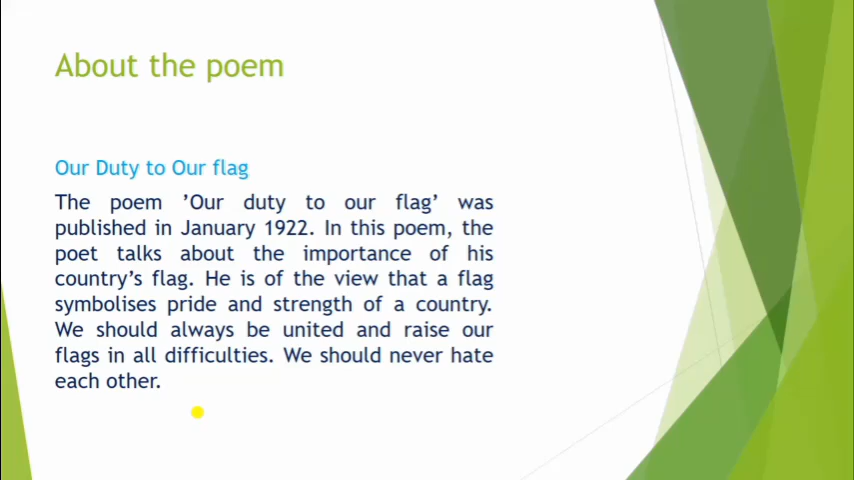 About the poem
Our Duty to Our flag
The poem ’Our duty to our flag’ was
published in January 1922. In this poem, the
poet talks about the importance of his
country’s flag. He is of the view that a flag
symbolises pride and strength of a country.
We should always be united and raise our
flags in all difficulties. We should never hate
each other.